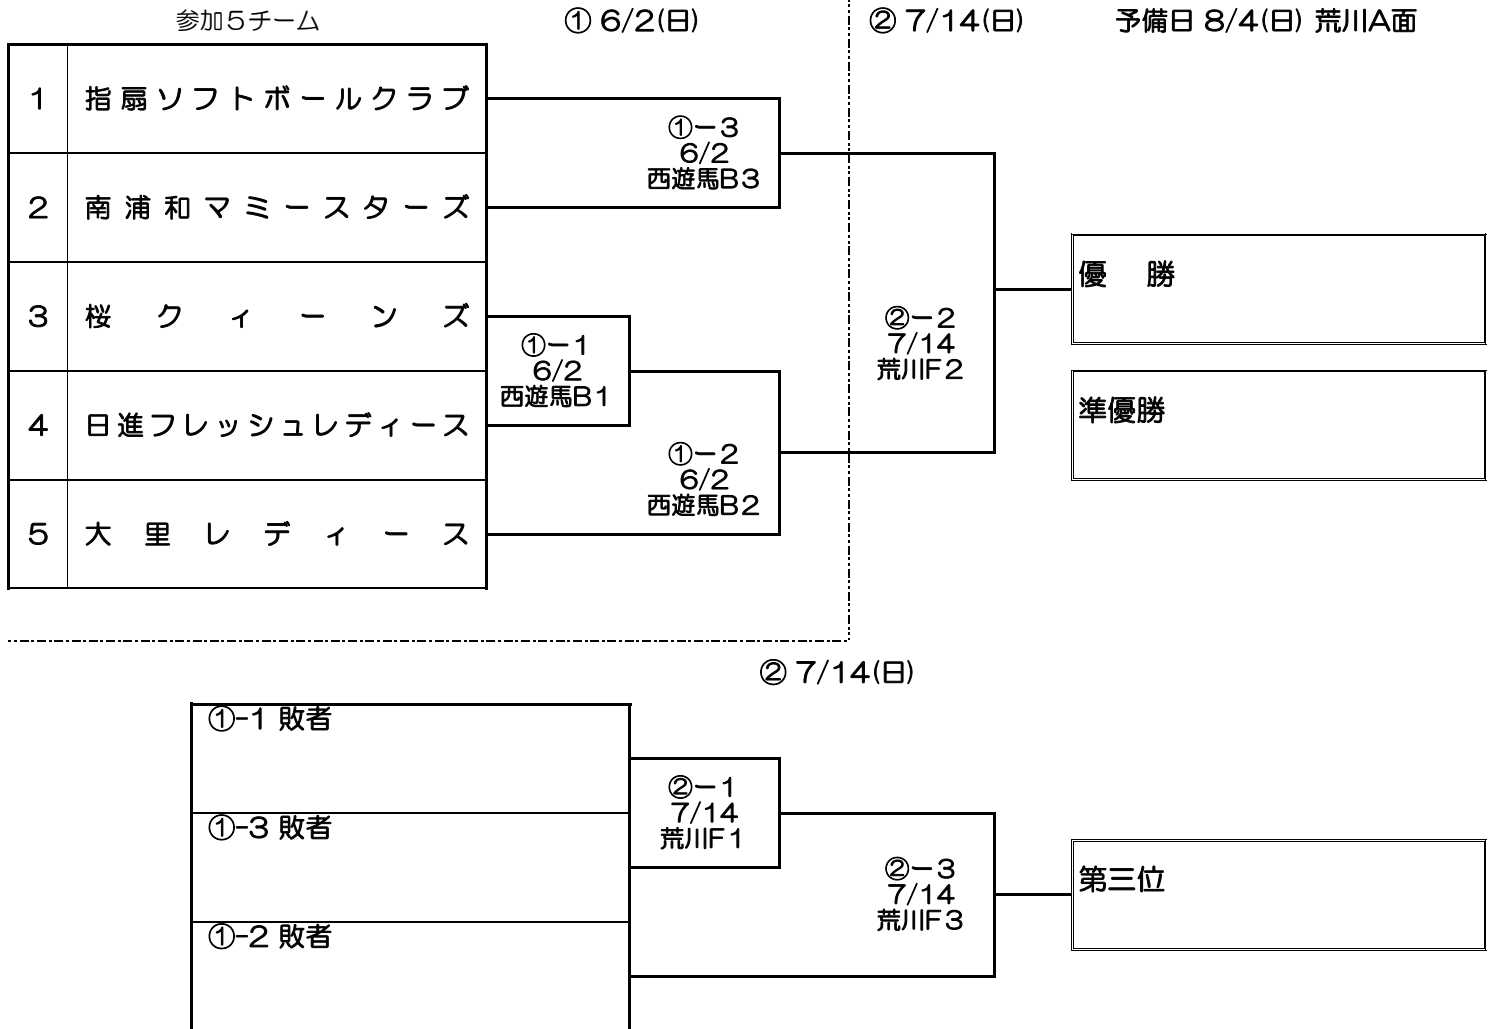 参加５チーム
① 6/2(日)
② 7/14(日)
予備日 8/4(日) 荒川A面
1 指扇ソフトボールクラブ
①ー３
6/2
西遊馬B３
2 南浦和マミースターズ
優　勝
3 桜クィーンズ
①ー１
6/2
西遊馬B１
②ー２
7/14
荒川F２
準優勝
4 日進フレッシュレディース
①ー２
6/2
西遊馬B２
5 大里レディース
② 7/14(日)
①-1 敗者
②ー１
7/14
荒川F１
①-3 敗者
②ー３
7/14
荒川F３
第三位
①-2 敗者